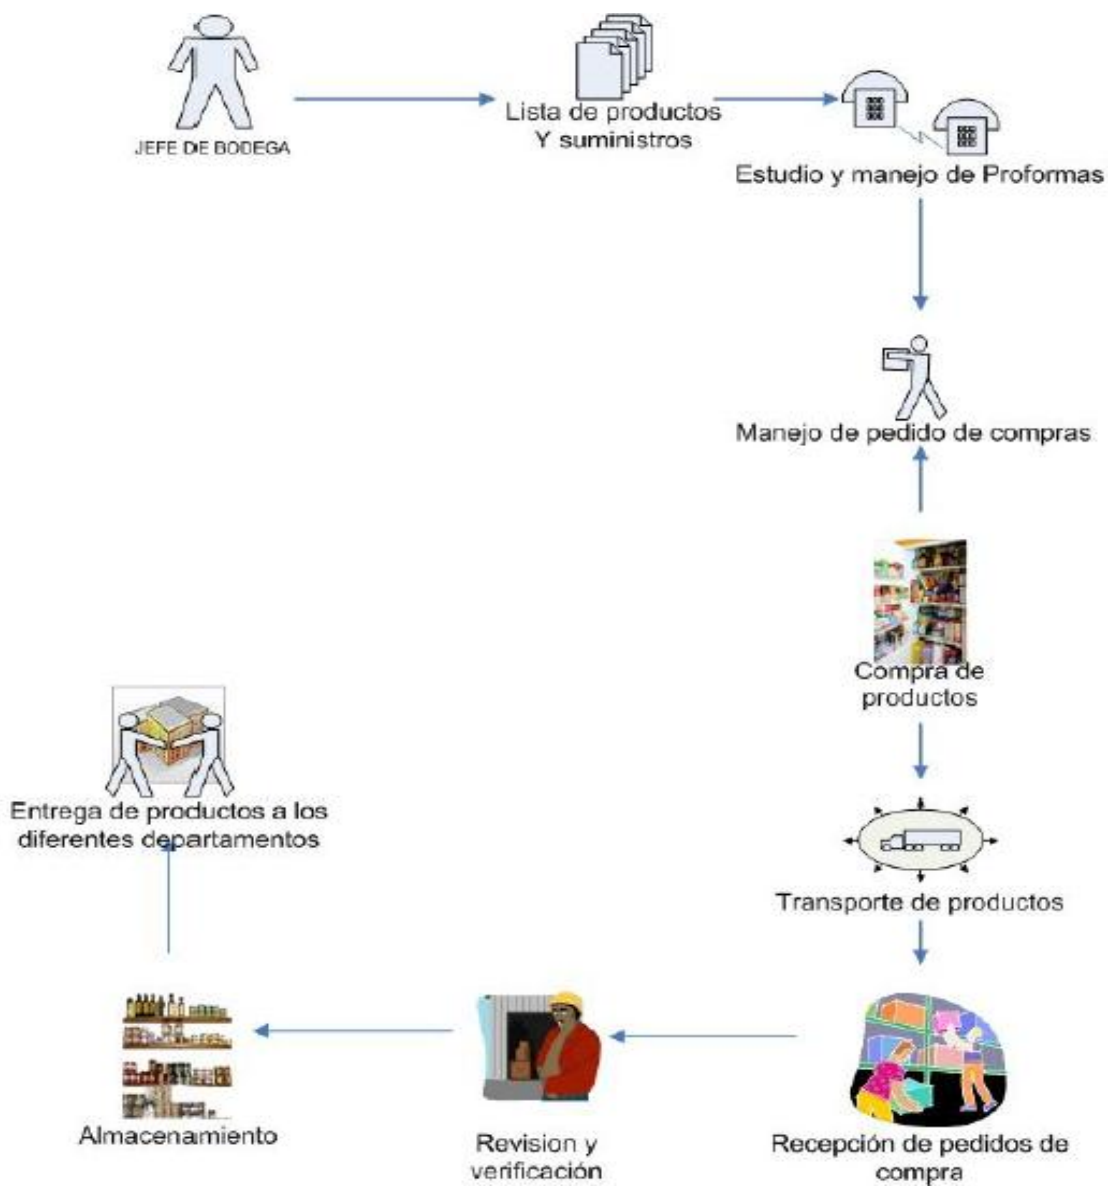 JEFE DE BODEGA
Lista de productos
Y suministros
Estudio y manejo de Proformas
Manejo de pedido de compras
Compra de
productos
Transporte de productos
Recepción de pedidos de
compra
Revision y
verificación
Almacenamiento
Entrega de productos a los
diferentes departamentos